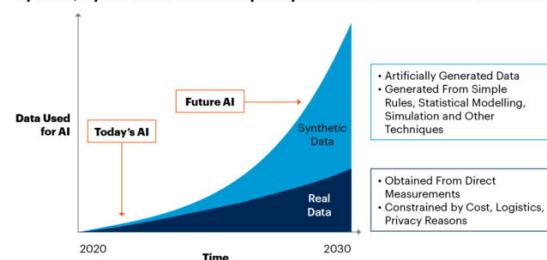 Future AI
Data Used
for AI
Today's AI
Synthetic
Data
Real
Data
2020
2030
Time
• Artificially Generated Data
• Generated From Simple
Rules, Statistical Modelling,
Simulation and Other
Techniques
• Obtained From Direct
Measurements
• Constrained by Cost, Logistics,
Privacy Reasons